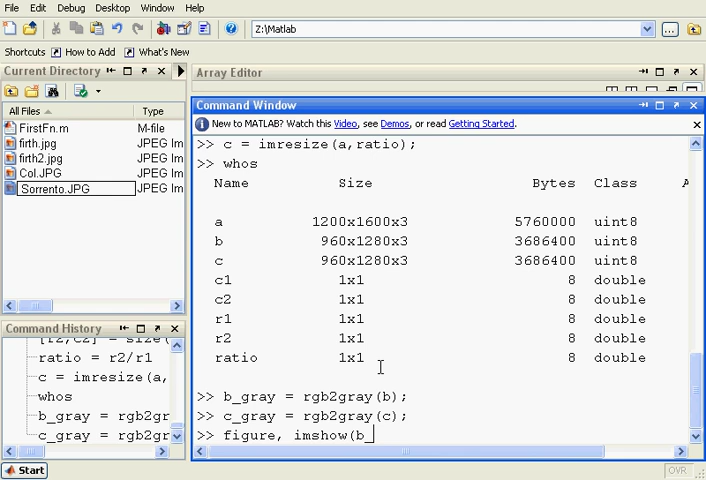 File Edit Debug Desktop Window Help
Z:\Matlab
Shortcuts How to Add What's New
Current Directory
All Files Type
FirstFn.m M-file
firth.jpg JPEG Im
firth2.jpg JPEG Im
Col.JPG JPEG Im
Sorrento.JPG JPEG Im
Command History
[r2,c2] = size(
ratio = r2/r1
c = imresize(a,
whos
b_gray = rgb2gr
c_gray = rgb2gr
Array Editor
Command Window
New to MATLAB? Watch this Video, see Demos, or read Getting Started.
>> c = imresize(a,ratio);
>> whos
Name Size Bytes Class A
a 1200x1600x3 5760000 uint8
b 960x1280x3 3686400 uint8
c 960x1280x3 3686400 uint8
c1 1x1 8 double
c2 1x1 8 double
r1 1x1 8 double
r2 1x1 8 double
ratio 1x1 8 double
>> b_gray = rgb2gray(b);
>> c_gray = rgb2gray(c);
>> figure, imshow(b_
Start
OVR